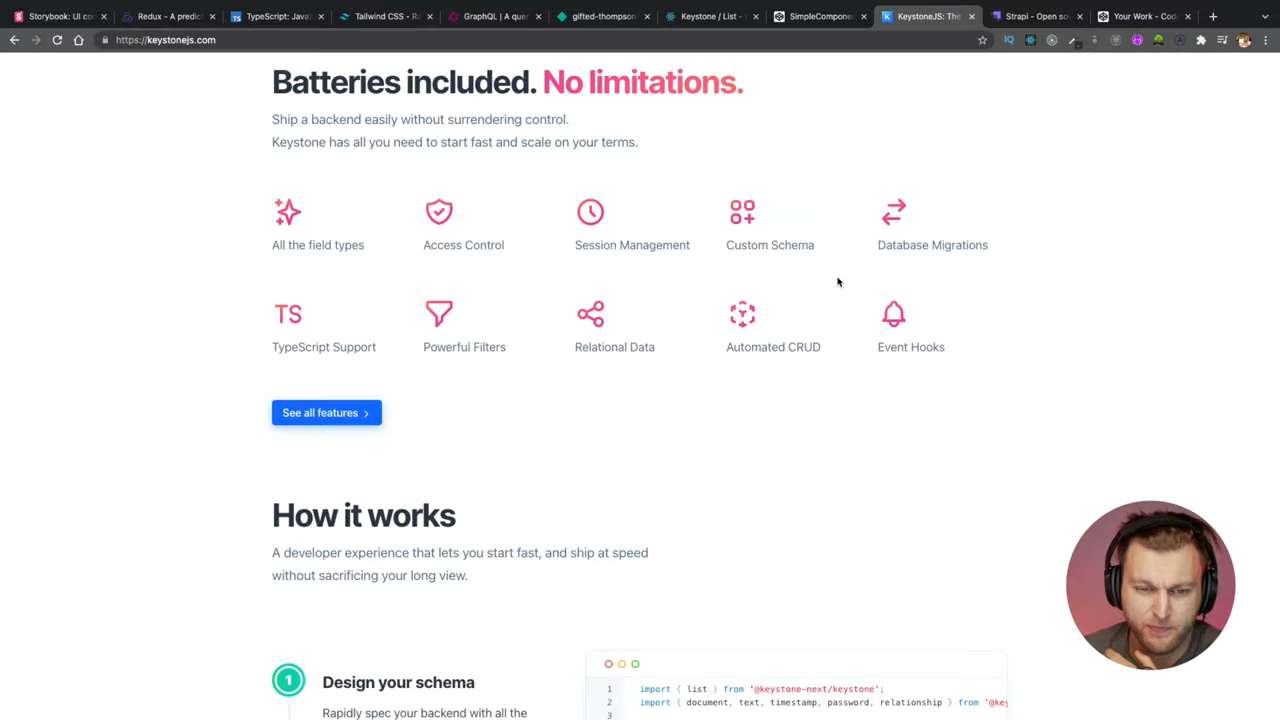 Storybook: UI co
Redux - A predic
TypeScript: Java
Tailwind CSS - R
GraphQL | A que
gifted-thompson
Keystone / List -
SimpleCompone
KeystoneJS: The
Strapi - Open so
Your Work - Cod
https://keystonejs.com
Batteries included. No limitations.
Ship a backend easily without surrendering control.
Keystone has all you need to start fast and scale on your terms.
All the field types
Access Control
Session Management
Custom Schema
Database Migrations
TS
TypeScript Support
Powerful Filters
Relational Data
Automated CRUD
Event Hooks
See all features
How it works
A developer experience that lets you start fast, and ship at speed
without sacrificing your long view.
1
Design your schema
Rapidly spec your backend with all the
1 import { list } from '@keystone-next/keystone';
2 import { document, text, timestamp, password, relationship } from '@key
3